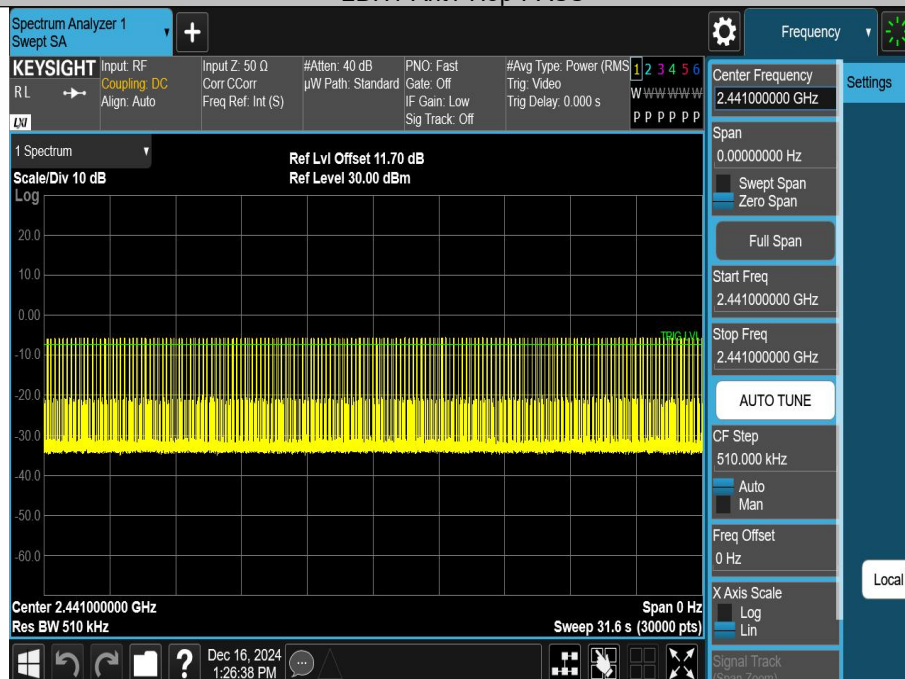 Spectrum Analyzer 1
Swept SA
Frequency
KEYSIGHT
RL
LXI
Input: RF
Coupling: DC
Align: Auto
Input Z: 50 Ω
Corr CCorr
Freq Ref: Int (S)
#Atten: 40 dB
µW Path: Standard
PNO: Fast
Gate: Off
IF Gain: Low
Sig Track: Off
#Avg Type: Power (RMS
Trig: Video
Trig Delay: 0.000 s
1 2 3 4 5 6
W W W W W W
P P P P P P
Center Frequency
2.441000000 GHz
Settings
Span
0.00000000 Hz
Swept Span
Zero Span
Full Span
Start Freq
2.441000000 GHz
Stop Freq
2.441000000 GHz
AUTO TUNE
CF Step
510.000 kHz
Auto
Man
Freq Offset
0 Hz
X Axis Scale
Log
Lin
Signal Track
(Span Zoom)
Local
1 Spectrum
Scale/Div 10 dB
Ref Lvl Offset 11.70 dB
Ref Level 30.00 dBm
Log
20.0
10.0
0.00
TRIG LVL
-10.0
-20.0
-30.0
-40.0
-50.0
-60.0
Center 2.441000000 GHz
Span 0 Hz
Res BW 510 kHz
Sweep 31.6 s (30000 pts)
Dec 16, 2024
1:26:38 PM